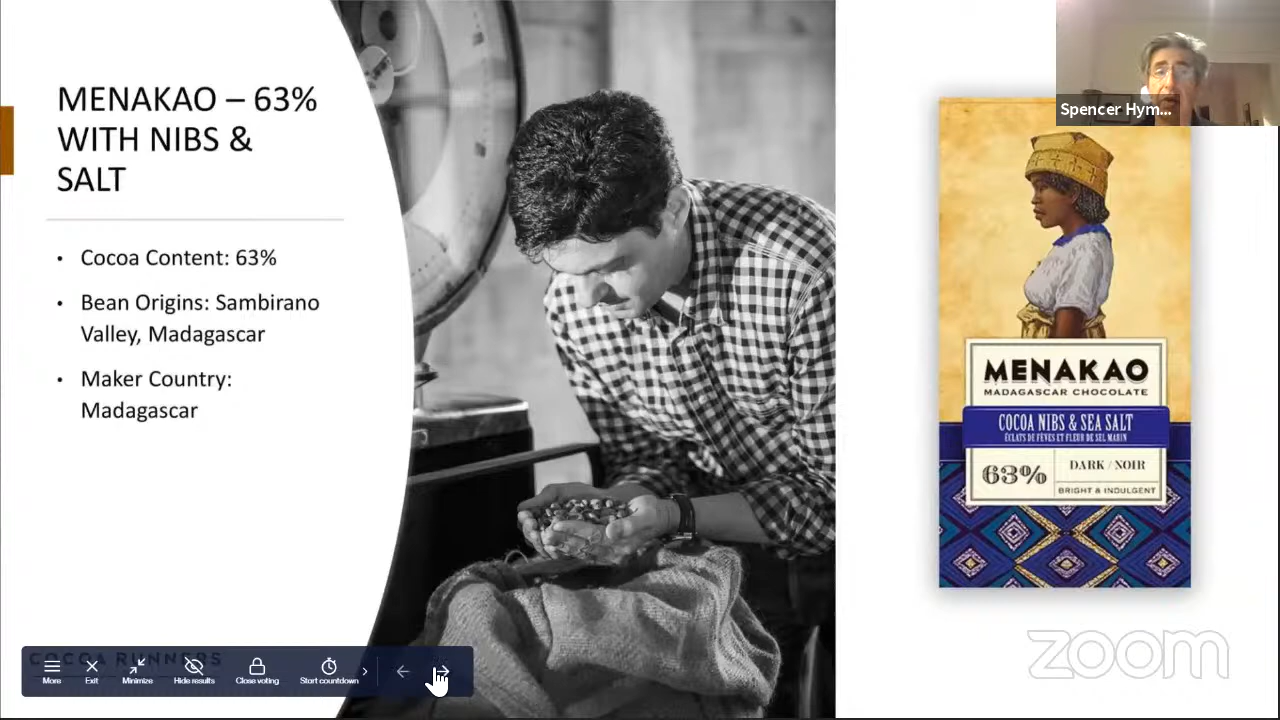 MENAKAO – 63%
WITH NIBS &
SALT
• Cocoa Content: 63%
• Bean Origins: Sambirano
Valley, Madagascar
• Maker Country:
Madagascar
Spencer Hym...
MENAKAO
MADAGASCAR CHOCOLATE
COCOA NIBS & SEA SALT
ÉCLATS DE FÈVES ET FLEUR DE SEL MARIN
63%
DARK / NOIR
BRIGHT & INDULGENT
COCOA RUNNERS
More
Exit
Minimize
Hide results
Close voting
Start countdown
zoom